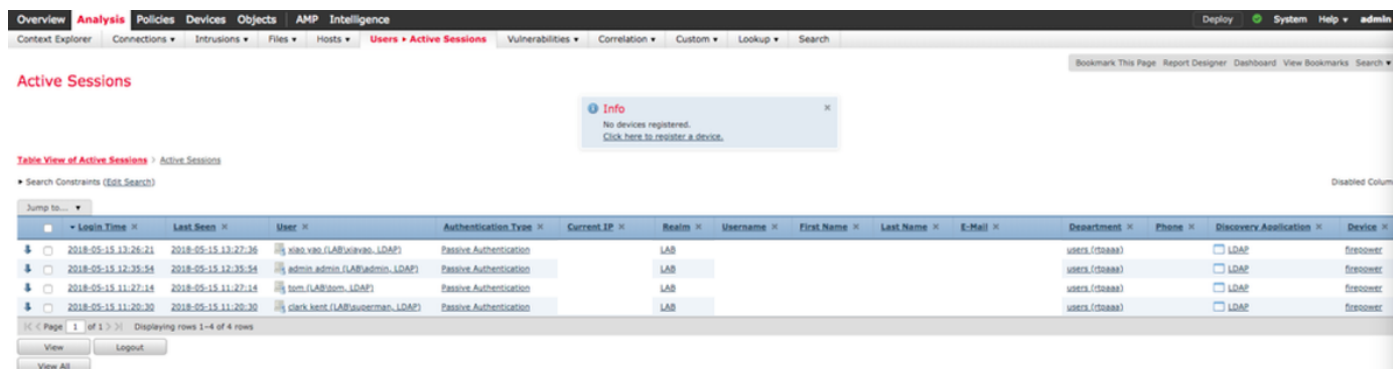 Overview Analysis Policies Devices Objects AMP Intelligence Deploy System Help ▾ admin
Context Explorer Connections ▾ Intrusions ▾ Files ▾ Hosts ▾ Users ▸ Active Sessions Vulnerabilities ▾ Correlation ▾ Custom ▾ Lookup ▾ Search
Bookmark This Page Report Designer Dashboard View Bookmarks Search ▾
Active Sessions
Info ×
No devices registered.
Click here to register a device.
Table View of Active Sessions > Active Sessions
▸ Search Constraints (Edit Search) Disabled Colum
Jump to... ▾
▾ Login Time × Last Seen × User × Authentication Type × Current IP × Realm × Username × First Name × Last Name × E-Mail × Department × Phone × Discovery Application × Device ×
2018-05-15 13:26:21 2018-05-15 13:27:36 xiao yao (LAB\xiayao, LDAP) Passive Authentication LAB users (rtpaaa) LDAP firepower
2018-05-15 12:35:54 2018-05-15 12:35:54 admin admin (LAB\admin, LDAP) Passive Authentication LAB users (rtpaaa) LDAP firepower
2018-05-15 11:27:14 2018-05-15 11:27:14 tom (LAB\tom, LDAP) Passive Authentication LAB users (rtpaaa) LDAP firepower
2018-05-15 11:20:30 2018-05-15 11:20:30 clark kent (LAB\superman, LDAP) Passive Authentication LAB users (rtpaaa) LDAP firepower
|< < Page 1 of 1 > >| Displaying rows 1–4 of 4 rows
View Logout
View All